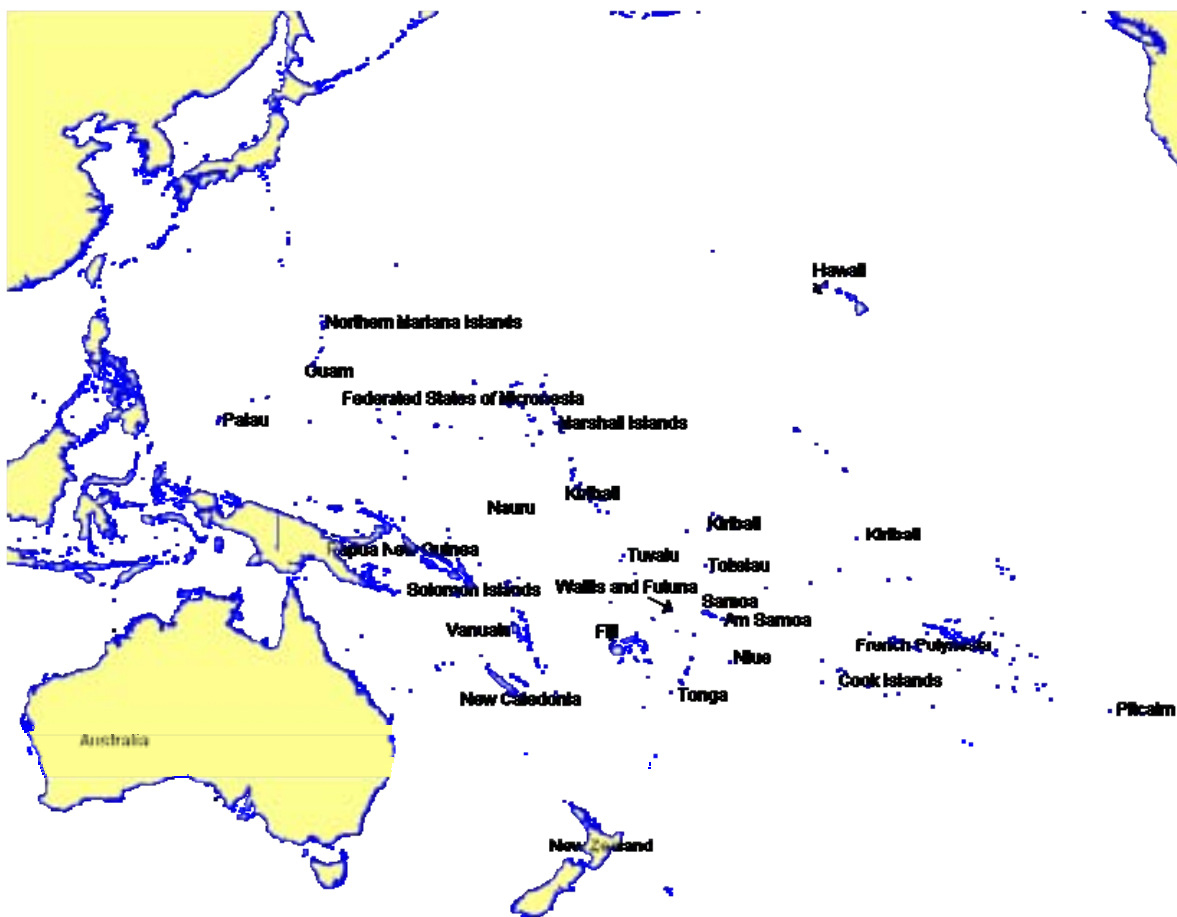 Hawaii
Northern Mariana Islands
Guam
Federated States of Micronesia
Palau
Marshall Islands
Kiribati
Nauru
Kiribati
Kiribati
Papua New Guinea
Tuvalu
Tokelau
Solomon Islands
Wallis and Futuna
Samoa
Am Samoa
Vanuatu
Fiji
French Polynesia
Niue
Cook Islands
New Caledonia
Tonga
Pitcairn
Australia
New Zealand